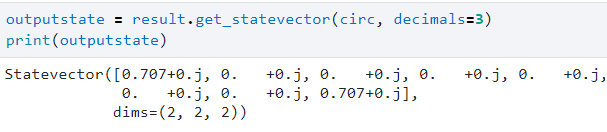 outputstate = result.get_statevector(circ, decimals=3)
print(outputstate)
Statevector([0.707+0.j, 0.   +0.j, 0.   +0.j, 0.   +0.j, 0.   +0.j,
             0.   +0.j, 0.   +0.j, 0.707+0.j],
            dims=(2, 2, 2))